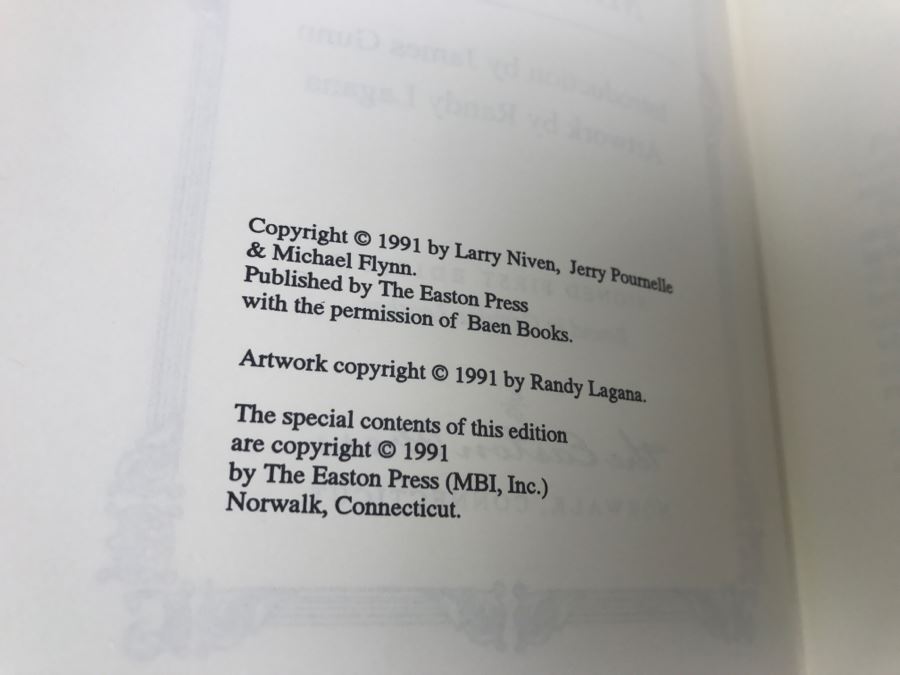 Copyright © 1991 by Larry Niven, Jerry Pournelle
& Michael Flynn.
Published by The Easton Press
with the permission of Baen Books.
Artwork copyright © 1991 by Randy Lagana.
The special contents of this edition
are copyright © 1991
by The Easton Press (MBI, Inc.)
Norwalk, Connecticut.